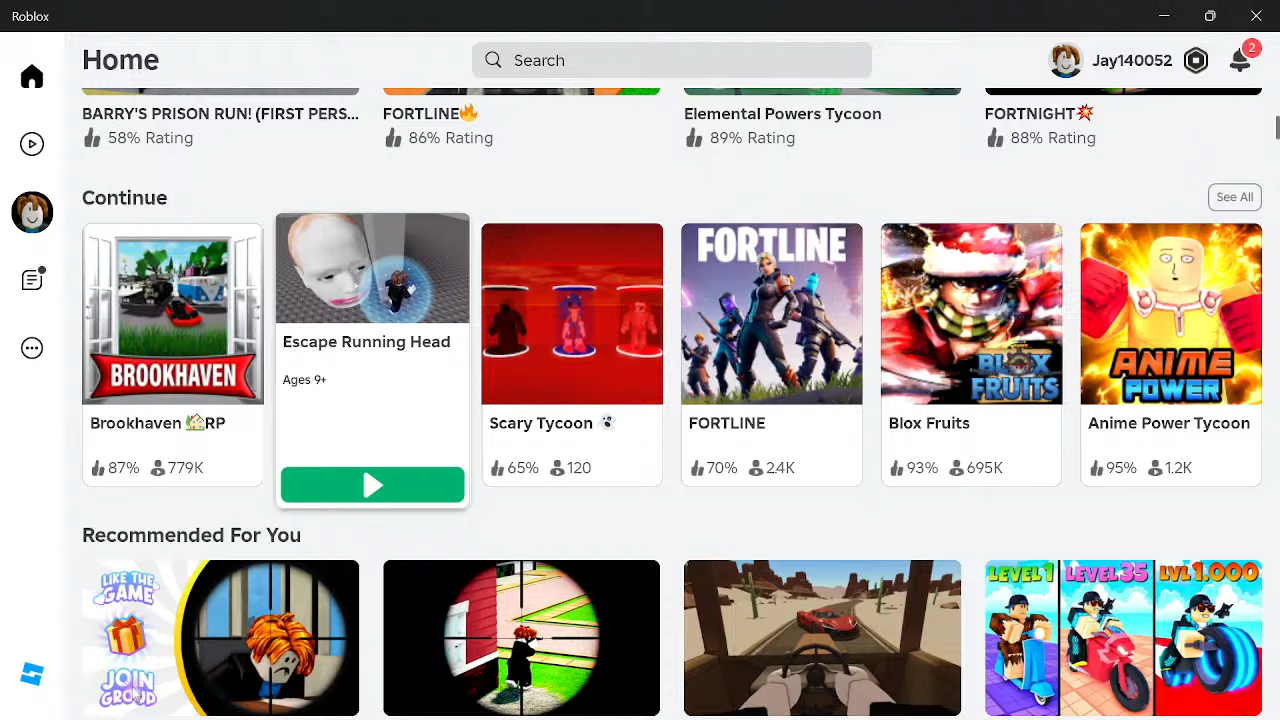 Roblox
Home
Search
Jay140052
2
BARRY'S PRISON RUN! (FIRST PERS...
FORTLINE🔥
Elemental Powers Tycoon
FORTNIGHT💥
58% Rating
86% Rating
89% Rating
88% Rating
Continue
See All
BROOKHAVEN
FORTLINE
BLOX
FRUITS
ANIME
POWER
Brookhaven 🏡RP
Escape Running Head
Scary Tycoon 👻
FORTLINE
Blox Fruits
Anime Power Tycoon
Ages 9+
87% 779K
65% 120
70% 2.4K
93% 695K
95% 1.2K
Recommended For You
LIKE THE
GAME
JOIN
GROUP
LEVEL 1
LEVEL 35
LVL 1,000